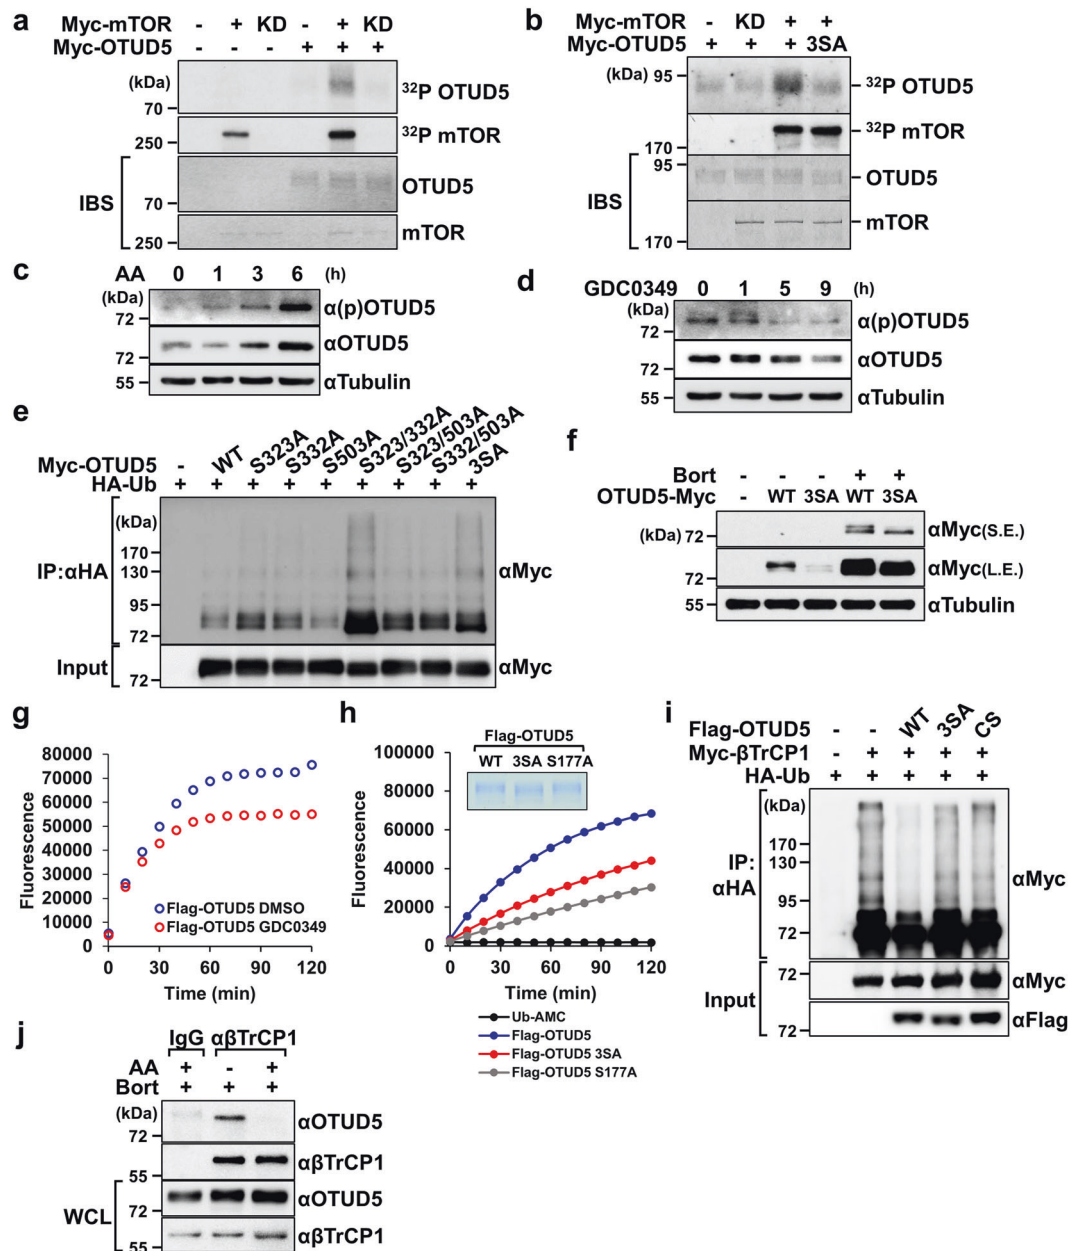 a
Myc-mTOR - + KD - + KD
Myc-OTUD5 - - - + + +
(kDa)
70
32P OTUD5
250
32P mTOR
IBS
70
OTUD5
250
mTOR
b
Myc-mTOR - KD + +
Myc-OTUD5 + + + 3SA
(kDa) 95
32P OTUD5
170
32P mTOR
IBS
95
OTUD5
170
mTOR
c
AA 0 1 3 6 (h)
(kDa)
72
α(p)OTUD5
72
αOTUD5
55
αTubulin
d
GDC0349 0 1 5 9 (h)
(kDa)
72
α(p)OTUD5
72
αOTUD5
55
αTubulin
e
Myc-OTUD5 - WT S323A S332A S503A S323/332A S323/503A S332/503A 3SA
HA-Ub + + + + + + + + +
(kDa)
170
130
95
72
IP:αHA
αMyc
Input
72
αMyc
f
Bort + +
OTUD5-Myc - WT 3SA WT 3SA
(kDa) 72
αMyc(S.E.)
72
αMyc(L.E.)
55
αTubulin
g
80000
70000
60000
50000
40000
30000
20000
10000
0
Fluorescence
Flag-OTUD5 DMSO
Flag-OTUD5 GDC0349
0 30 60 90 120
Time (min)
h
100000
80000
60000
40000
20000
0
Fluorescence
Flag-OTUD5
WT 3SA S177A
0 30 60 90 120
Time (min)
Ub-AMC
Flag-OTUD5
Flag-OTUD5 3SA
Flag-OTUD5 S177A
i
Flag-OTUD5 - - WT 3SA CS
Myc-βTrCP1 - + + + +
HA-Ub + + + + +
(kDa)
170
130
95
72
IP:
αHA
αMyc
Input
72
αMyc
72
αFlag
j
IgG αβTrCP1
AA + - +
Bort + + +
(kDa)
72
αOTUD5
55
αβTrCP1
WCL
72
αOTUD5
55
αβTrCP1